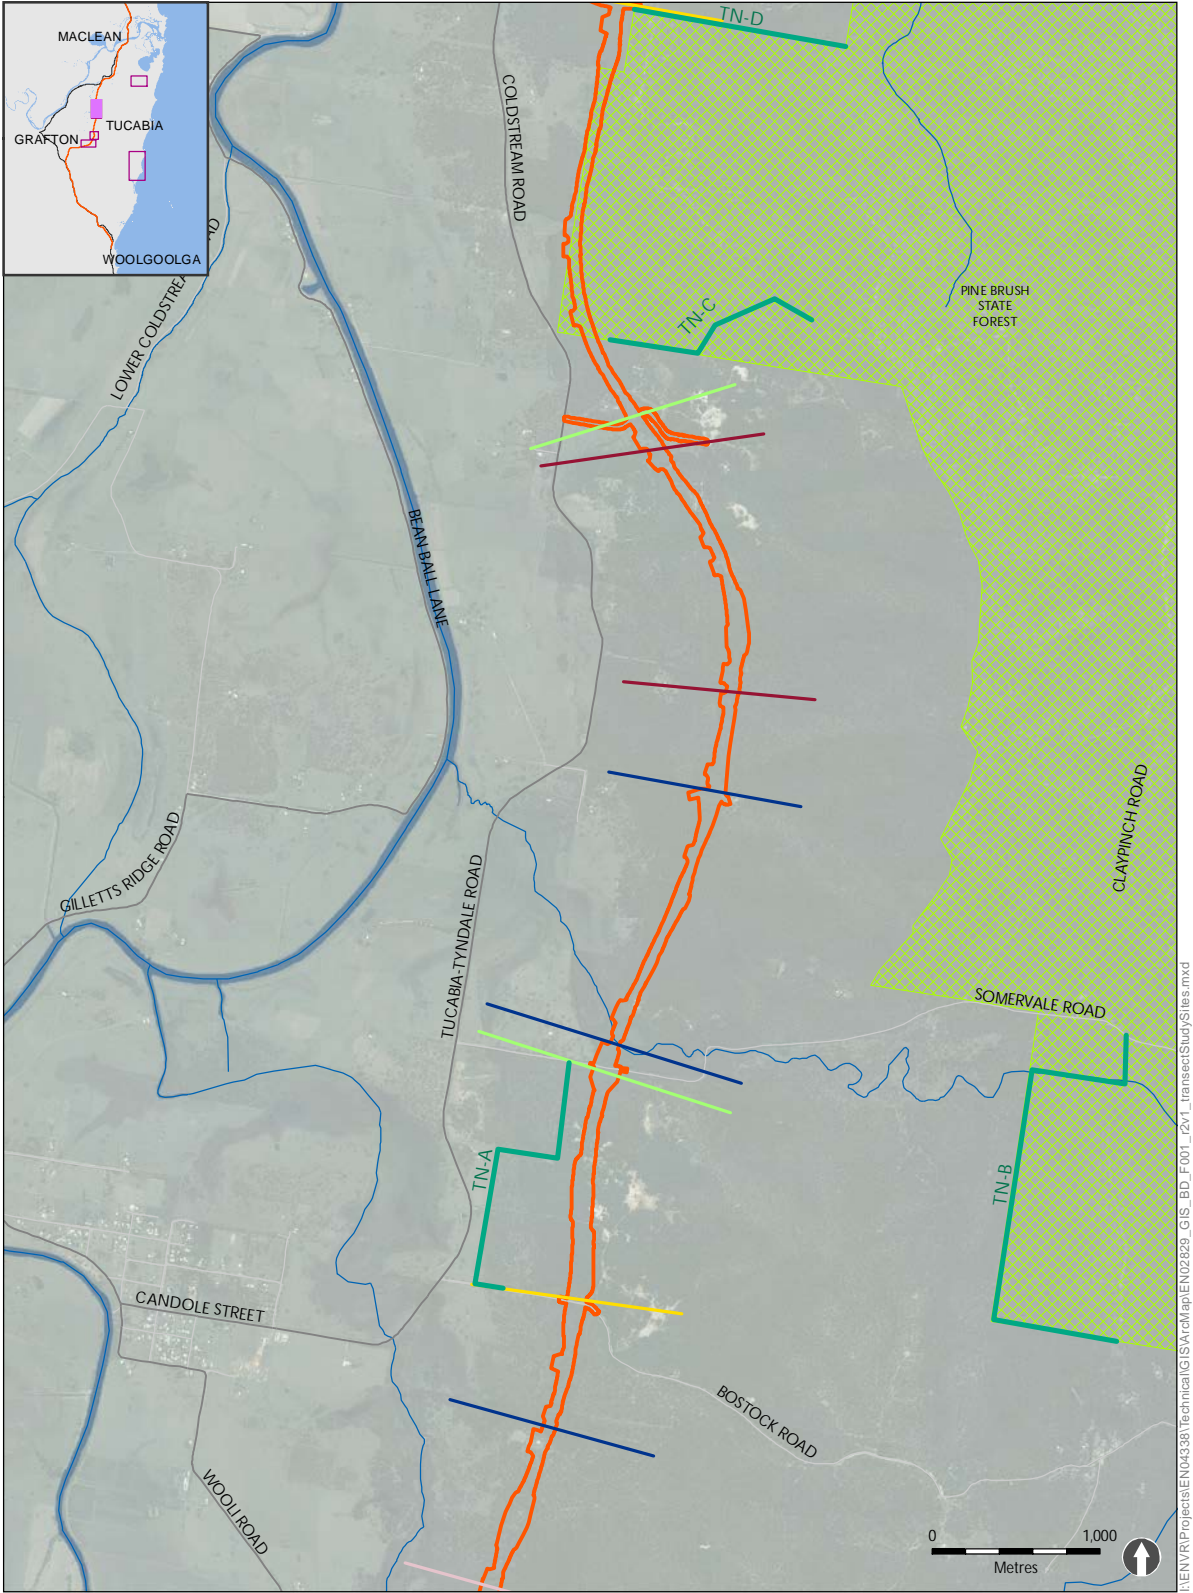 MACLEAN
TUCABIA
GRAFTON
WOOLGOOLGA
TN-D
COLDSTREAM ROAD
PINE BRUSH
STATE
FOREST
TN-C
BEAN BALL LANE
GILLETTS RIDGE ROAD
TUCABIA-TYNDALE ROAD
CLAYPINCH ROAD
SOMERVALE ROAD
TN-A
TN-B
CANDOLE STREET
BOSTOCK ROAD
WOOLI ROAD
0 1,000
Metres
LOWER COLDSTREA
AD
I:\ENVR\Projects\EN04338\Technical\GIS\ArcMap\EN02829_GIS_BD_F001_r2v1_transectStudySites.mxd